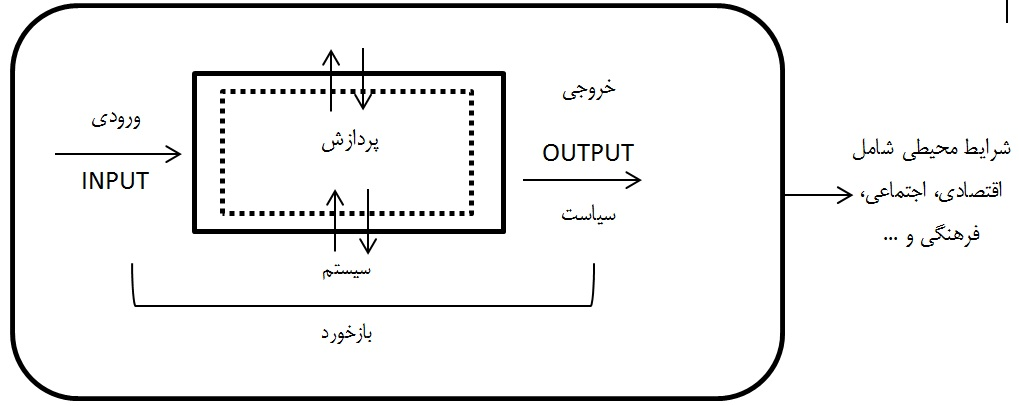 ورودی
INPUT
پردازش
سیستم
خروجی
OUTPUT
سیاست
بازخورد
شرایط محیطی شامل
اقتصادی، اجتماعی،
فرهنگی و ...